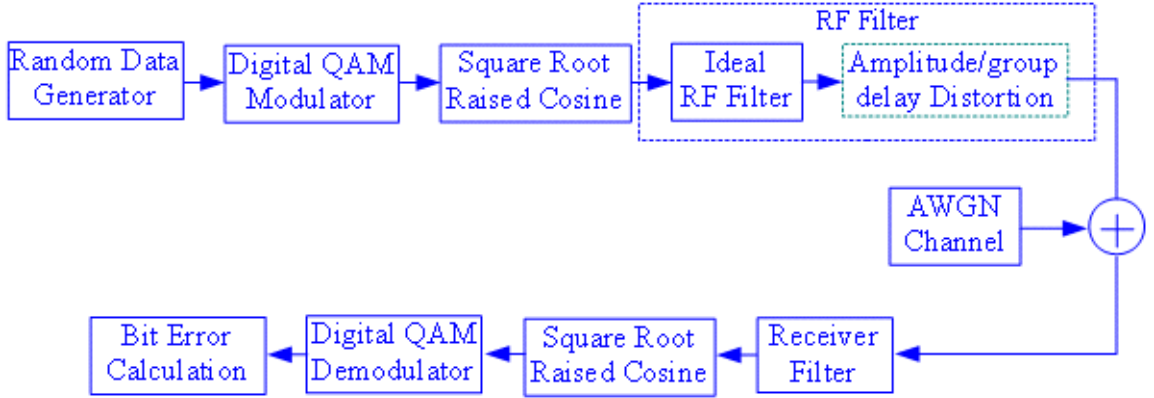 RF Filter
Random Data
Generator
Digital QAM
Modulator
Square Root
Raised Cosine
Ideal
RF Filter
Amplitude/group
delay Distortion
AWGN
Channel
Bit Error
Calculation
Digital QAM
Demodulator
Square Root
Raised Cosine
Receiver
Filter